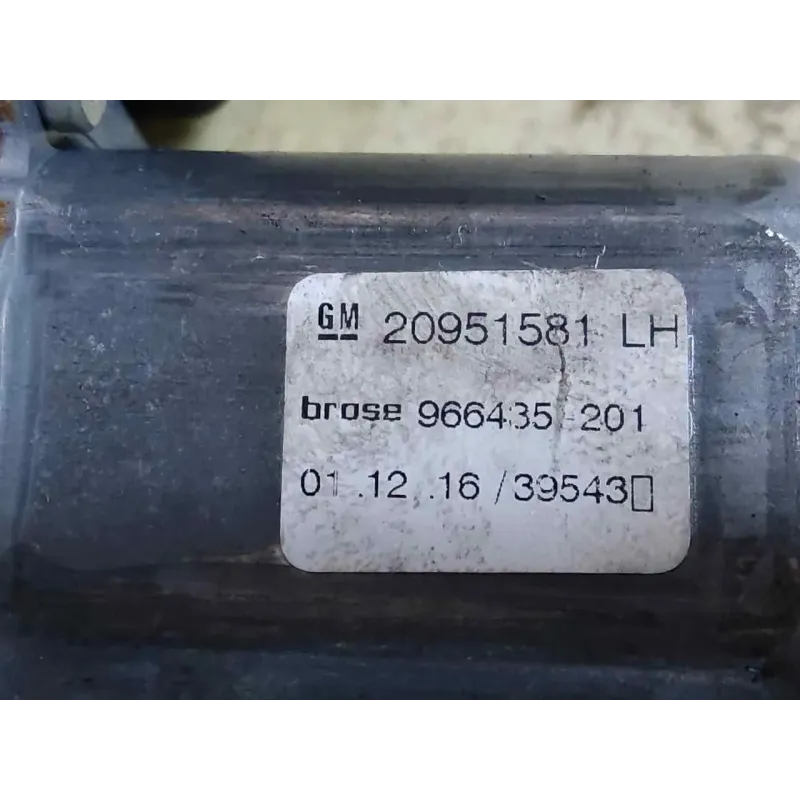 GM 20951581 LH
brose 966435-201
01.12.16/39543▯